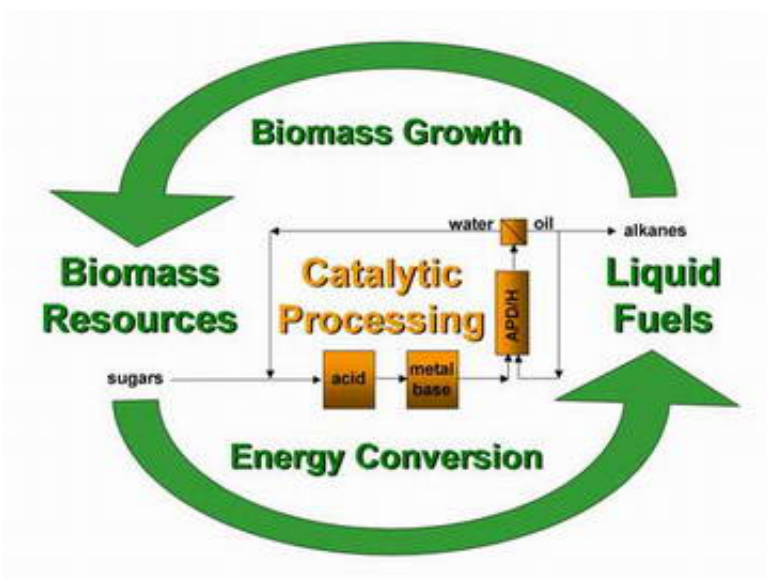 Biomass Growth
water
oil
alkanes
Biomass
Resources
Catalytic
Processing
APD/H
Liquid
Fuels
sugars
acid
metal
base
Energy Conversion